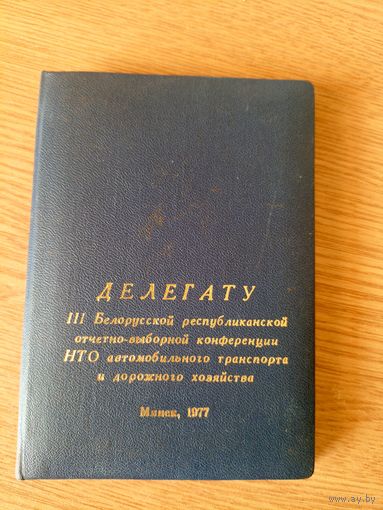 ДЕЛЕГАТУ
III Белорусской республиканской
отчетно-выборной конференции
НТО автомобильного транспорта
и дорожного хозяйства
Минск, 1977
www.ay.by